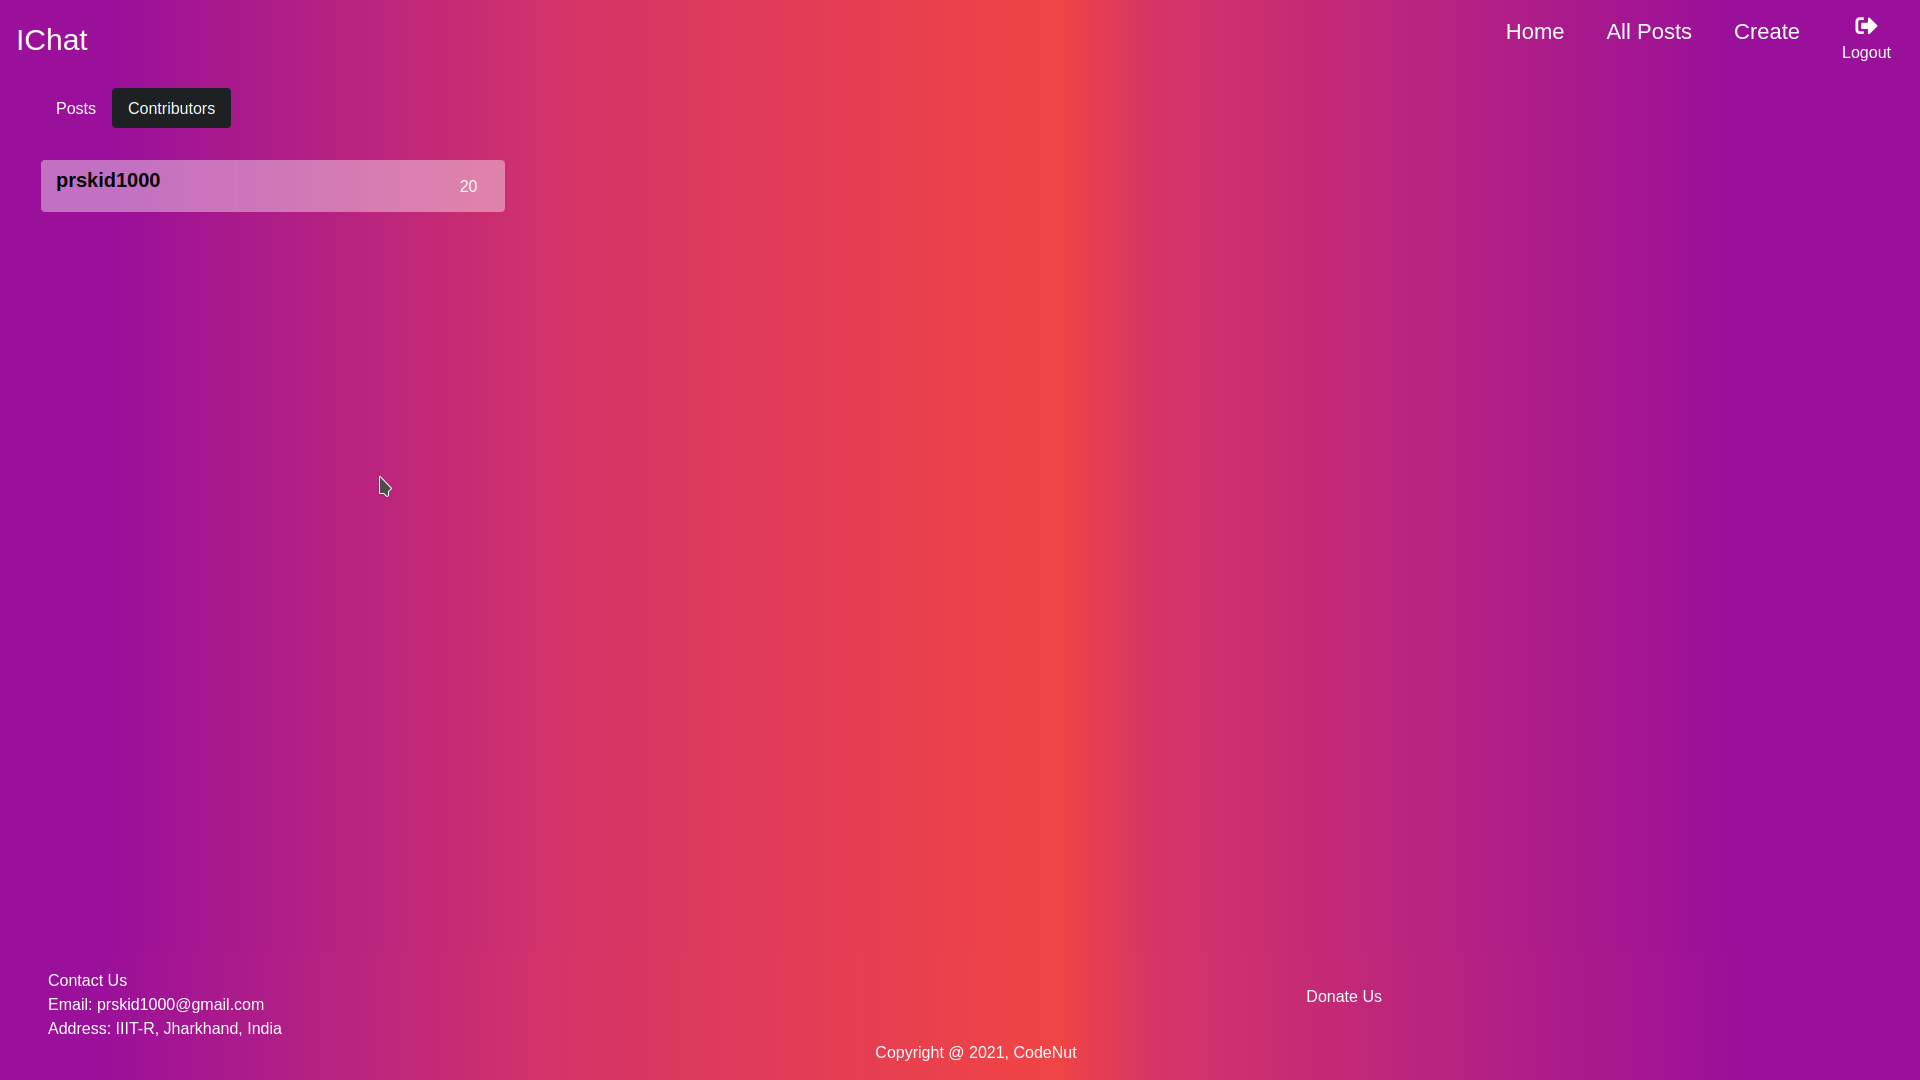 IChat
Home
All Posts
Create
Logout
Posts
Contributors
prskid1000
20
Contact Us
Email: prskid1000@gmail.com
Address: IIIT-R, Jharkhand, India
Donate Us
Copyright @ 2021, CodeNut